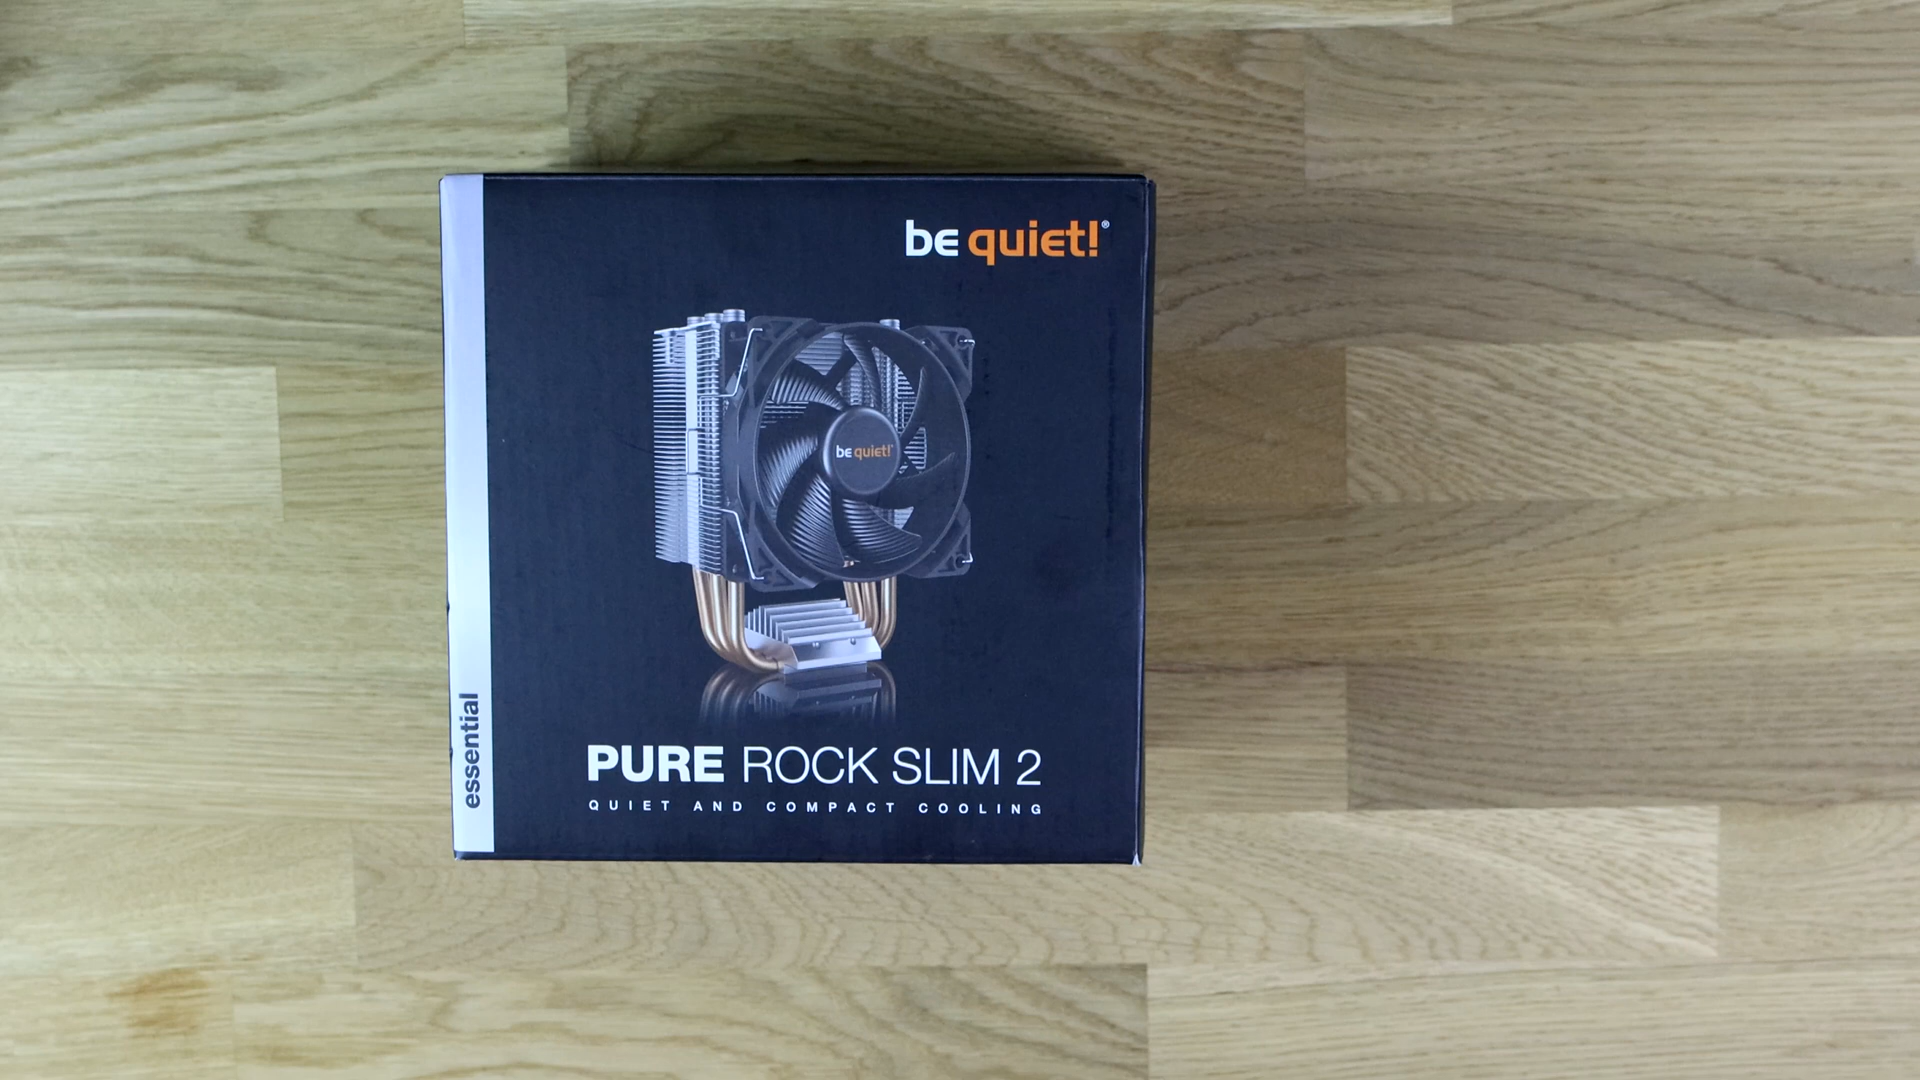 be quiet!®
be quiet!
essential
PURE ROCK SLIM 2
QUIET AND COMPACT COOLING